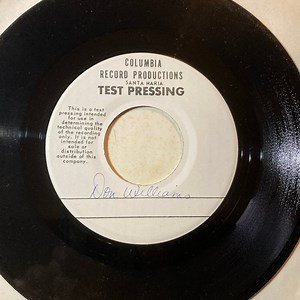 COLUMBIA
RECORD PRODUCTIONS
SANTA MARIA
TEST PRESSING
This is a test
pressing intended
for use in
determining the
technical quality
of the recording
only. It is not
intended for
sale or
distribution
outside of this
company.
Don Williams